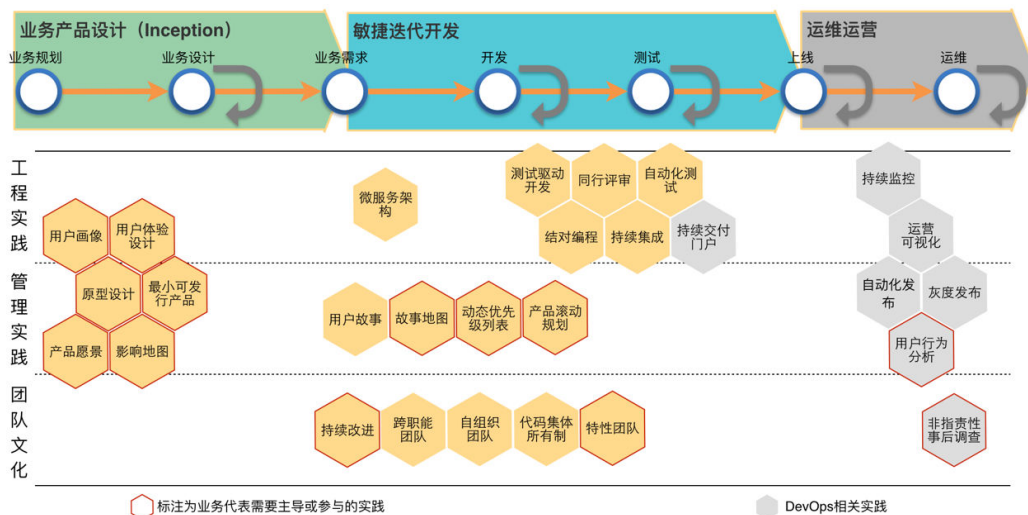 业务产品设计（Inception）
敏捷迭代开发
运维运营
业务规划
业务设计
业务需求
开发
测试
上线
运维
工程实践
微服务架
构
测试驱动
开发
同行评审
自动化测
试
结对编程
持续集成
持续交付
门户
持续监控
运营
可视化
用户画像
用户体验
设计
原型设计
最小可发
行产品
产品愿景
影响地图
管理实践
用户故事
故事地图
动态优先
级列表
产品滚动
规划
自动化发
布
灰度发布
用户行为
分析
团队文化
持续改进
跨职能
团队
自组织
团队
代码集体
所有制
特性团队
非指责性
事后调查
标注为业务代表需要主导或参与的实践
DevOps相关实践